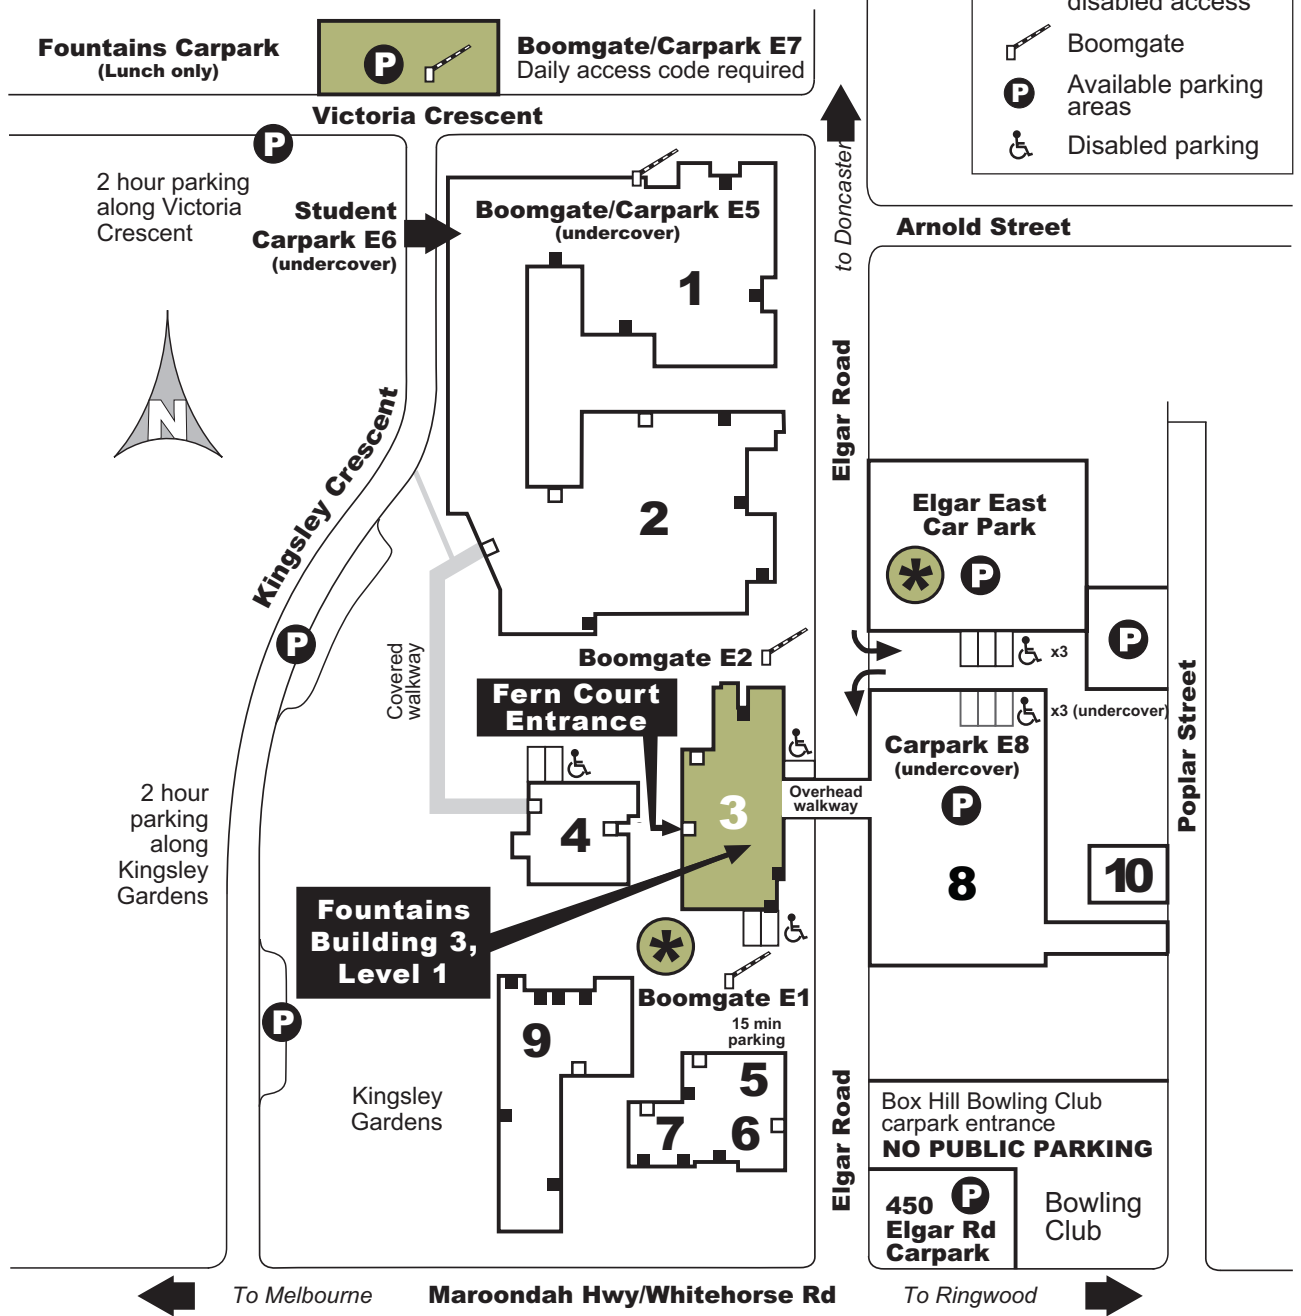 disabled access
Boomgate
Available parking
areas
Disabled parking
Fountains Carpark
(Lunch only)
P
Boomgate/Carpark E7
Daily access code required
Victoria Crescent
P
2 hour parking
along Victoria
Crescent
Student
Carpark E6
(undercover)
Boomgate/Carpark E5
(undercover)
1
to Doncaster
Arnold Street
N
Kingsley Crescent
Elgar Road
2
Elgar East
Car Park
* P
P
x3
P
Boomgate E2
Covered
walkway
Fern Court
Entrance
x3 (undercover)
Carpark E8
(undercover)
P
Poplar Street
2 hour
parking
along
Kingsley
Gardens
Overhead
walkway
3
4
8
10
Fountains
Building 3,
Level 1
*
Boomgate E1
15 min
parking
P
9
5
6
7
Kingsley
Gardens
Elgar Road
Box Hill Bowling Club
carpark entrance
NO PUBLIC PARKING
450 P
Elgar Rd
Carpark
Bowling
Club
To Melbourne
Maroondah Hwy/Whitehorse Rd
To Ringwood
P